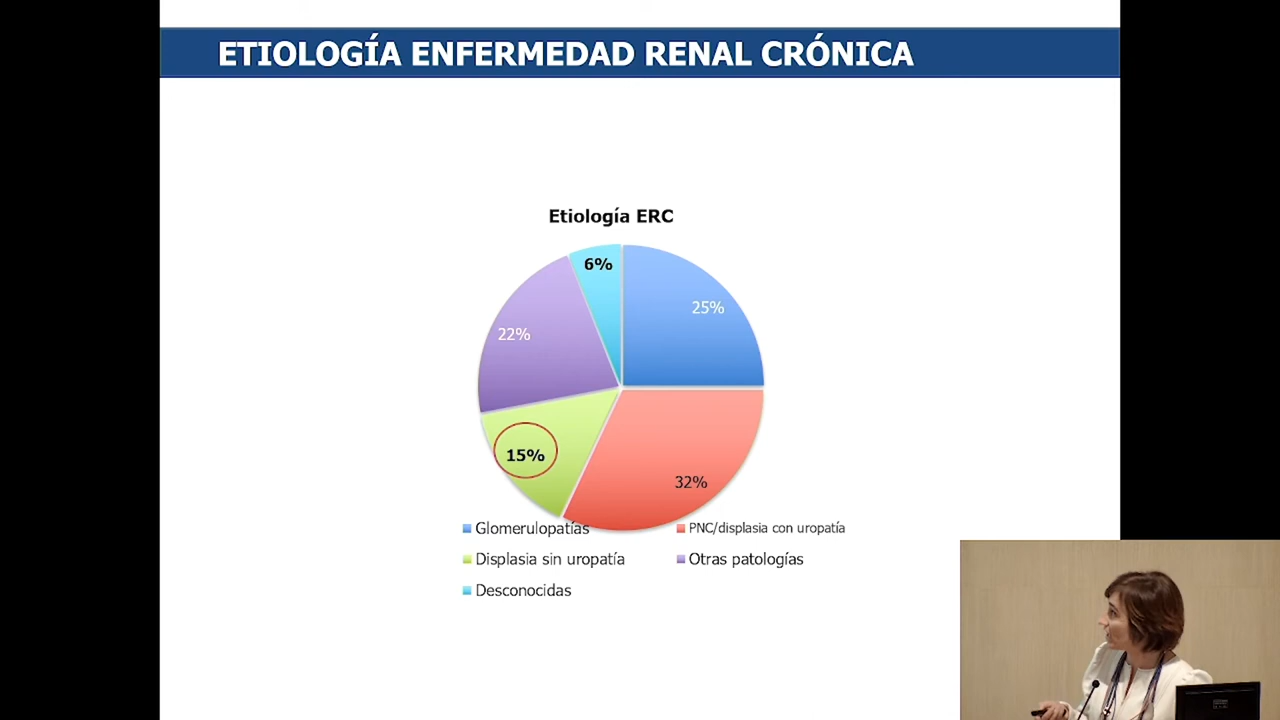 ETIOLOGÍA ENFERMEDAD RENAL CRÓNICA
Etiología ERC
6%
25%
22%
15%
32%
Glomerulopatías
PNC/displasia con uropatía
Displasia sin uropatía
Otras patologías
Desconocidas